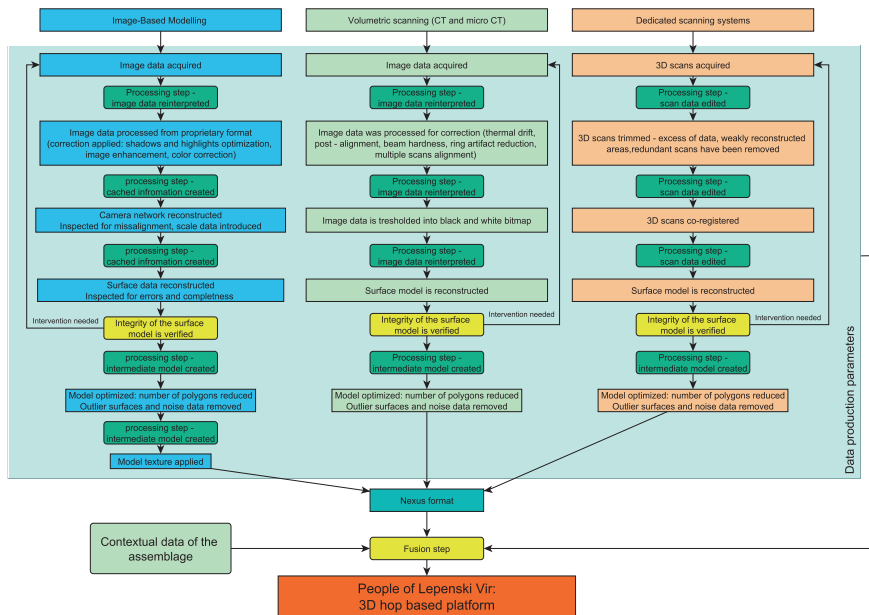 Image-Based Modelling
Image data acquired
Processing step -
image data reinterpreted
Image data processed from proprietary format
(correction applied: shadows and highlights optimization,
image enhancement, color correction)
processing step -
cached infromation created
Camera network reconstructed
Inspected for missalignment, scale data introduced
processing step -
cached information created
Surface data reconstructed
Inspected for errors and completness
Intervention needed
Integrity of the surface
model is verified
processing step -
intermediate model created
Model optimized: number of polygons reduced
Outlier surfaces and noise data removed
processing step -
intermediate model created
Model texture applied
Volumetric scanning (CT and micro CT)
Image data acquired
Processing step -
image data reinterpreted
Image data was processed for correction (thermal drift,
post - alignment, beam hardness, ring artifact reduction,
multiple scans alignment)
Processing step -
image data reinterpreted
Image data is tresholded into black and white bitmap
Processing step -
image data reinterpreted
Surface model is reconstructed
Intervention needed
Integrity of the surface
model is verified
Processing step -
intermediate model created
Model optimized: number of polygons reduced
Outlier surfaces and noise data removed
Dedicated scanning systems
3D scans acquired
Processing step -
scan data edited
3D scans trimmed - excess of data, weakly reconstructed
areas,redundant scans have been removed
Processing step -
scan data edited
3D scans co-registered
Processing step -
scan data edited
Surface model is reconstructed
Intervention needed
Integrity of the surface
model is verified
Processing step -
intermediate model created
Model optimized: number of polygons reduced
Outlier surfaces and noise data removed
Data production parameters
Nexus format
Contextual data of the
assemblage
Fusion step
People of Lepenski Vir:
3D hop based platform